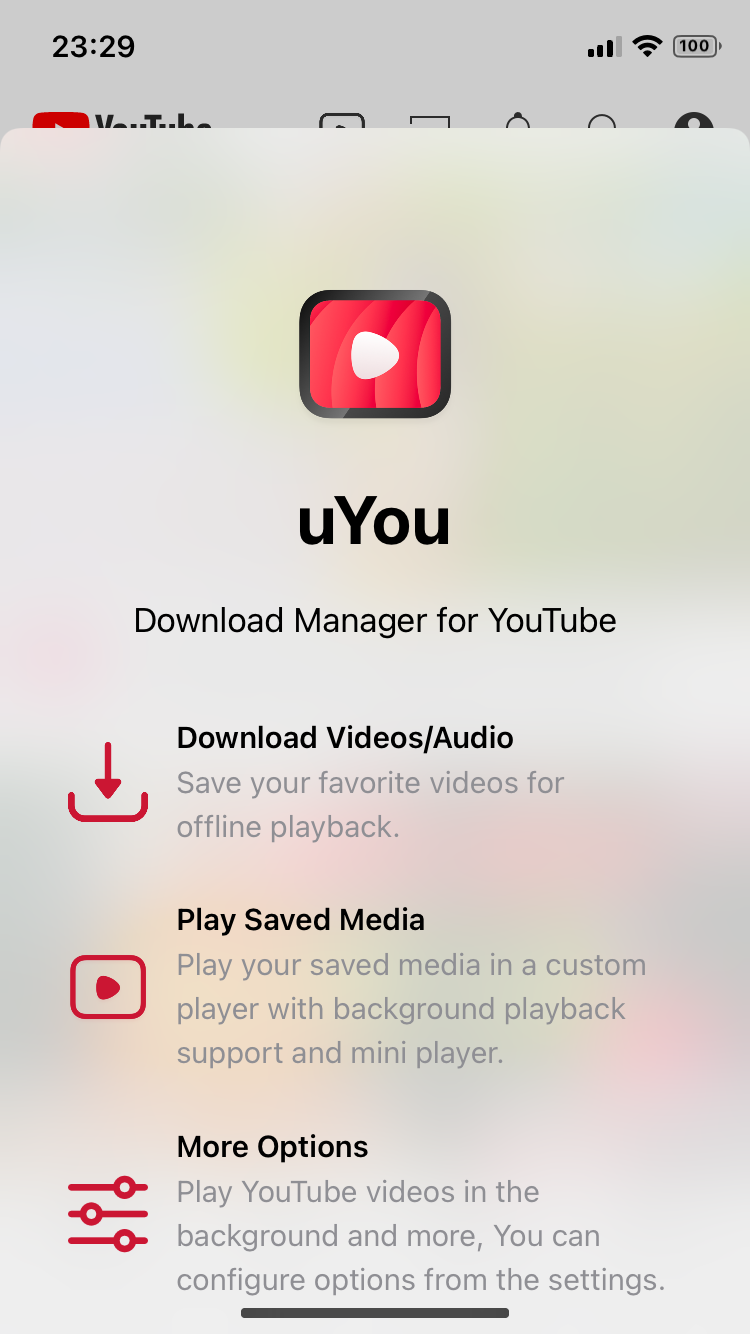 23:29
100
YouTube
uYou
Download Manager for YouTube
Download Videos/Audio
Save your favorite videos for
offline playback.
Play Saved Media
Play your saved media in a custom
player with background playback
support and mini player.
More Options
Play YouTube videos in the
background and more, You can
configure options from the settings.